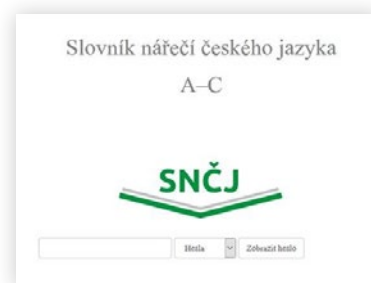 Slovník nářečí českého jazyka
A–C
SNČJ
Hesla Zobrazit heslo